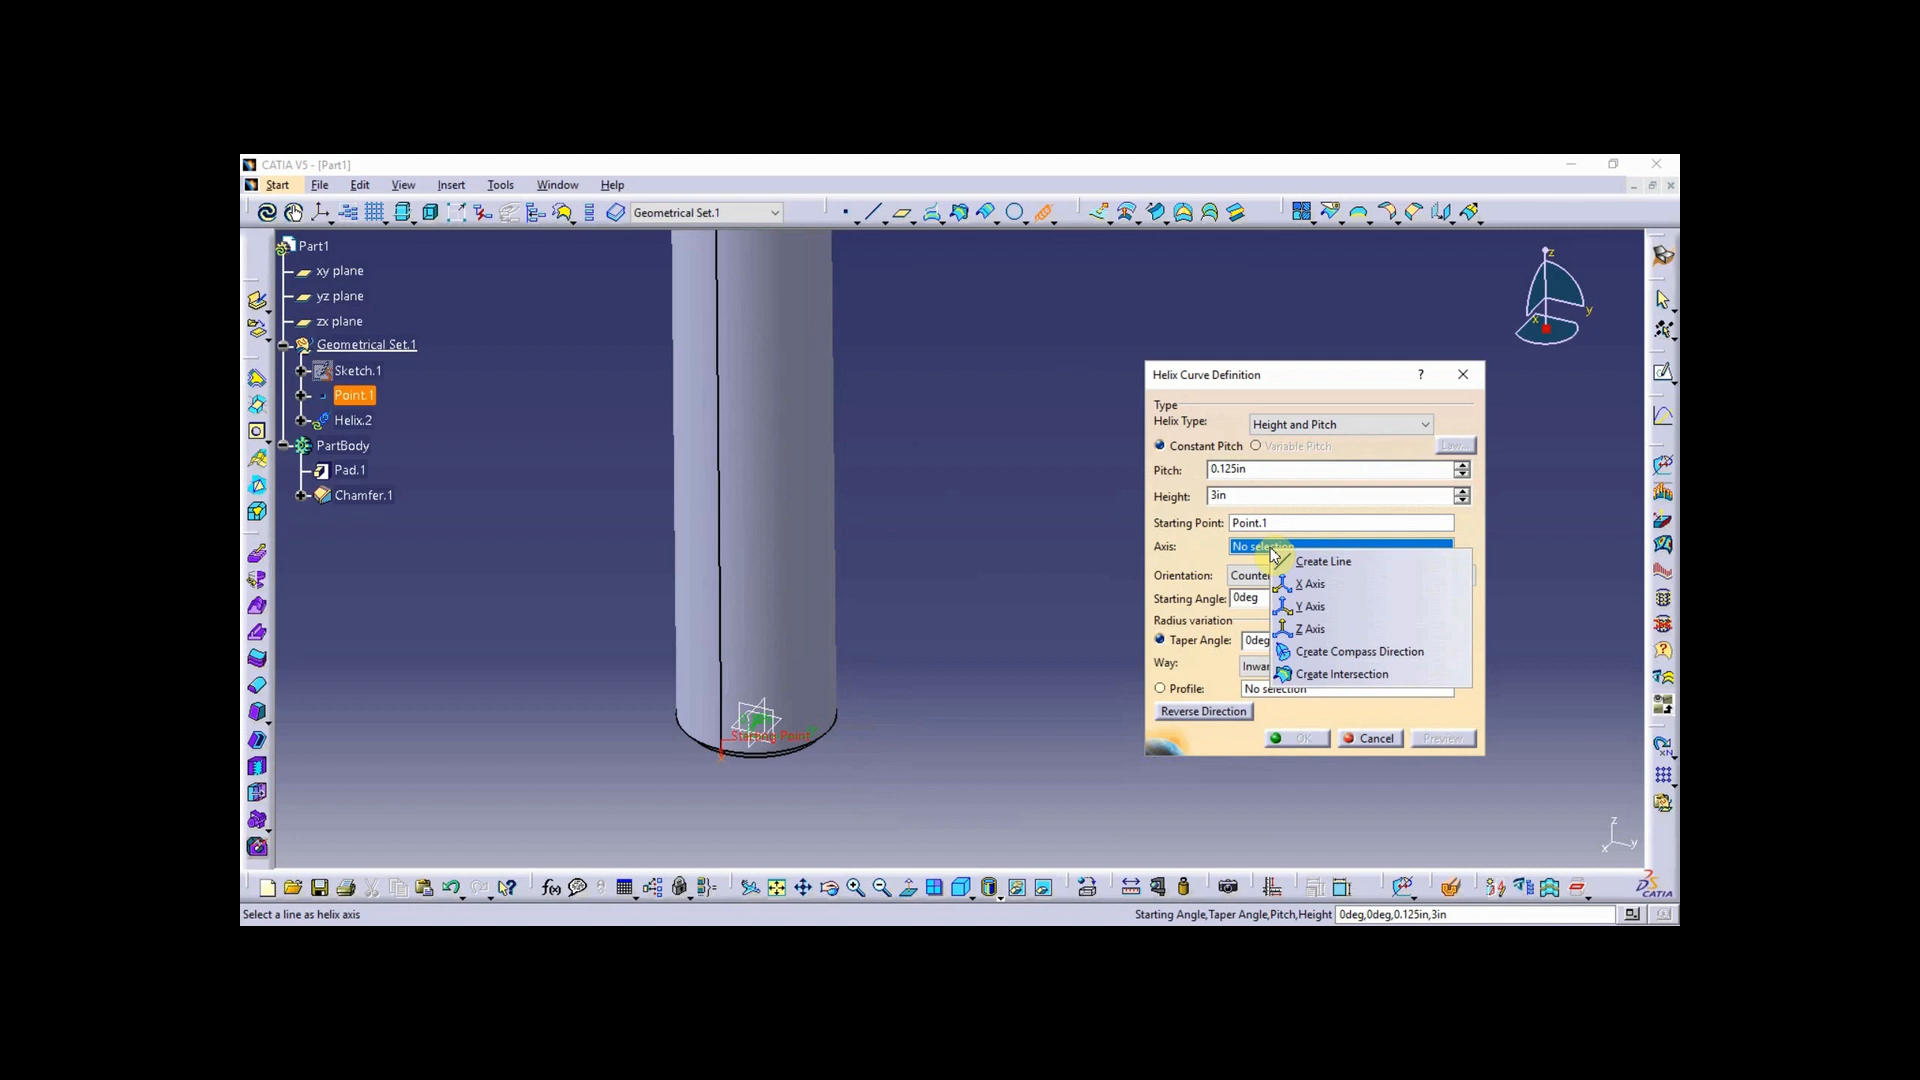 CATIA V5 - [Part1]
Start File Edit View Insert Tools Window Help
Geometrical Set.1
Part1
xy plane
yz plane
zx plane
Geometrical Set.1
Sketch.1
Point.1
Helix.2
PartBody
Pad.1
Chamfer.1
z
y
x
Helix Curve Definition
?
Type
Helix Type: Height and Pitch
Constant Pitch Variable Pitch Law...
Pitch: 0.125in
Height: 3in
Starting Point: Point.1
Axis: No selection
Create Line
Orientation: Counte
X Axis
Starting Angle: 0deg
Y Axis
Radius variation
Z Axis
Taper Angle: 0deg
Create Compass Direction
Way: Inwar
Create Intersection
Profile: No selection
Reverse Direction
OK Cancel Preview
Starting Point
z
x y
f(x)
CATIA
Select a line as helix axis
Starting Angle,Taper Angle,Pitch,Height 0deg,0deg,0.125in,3in